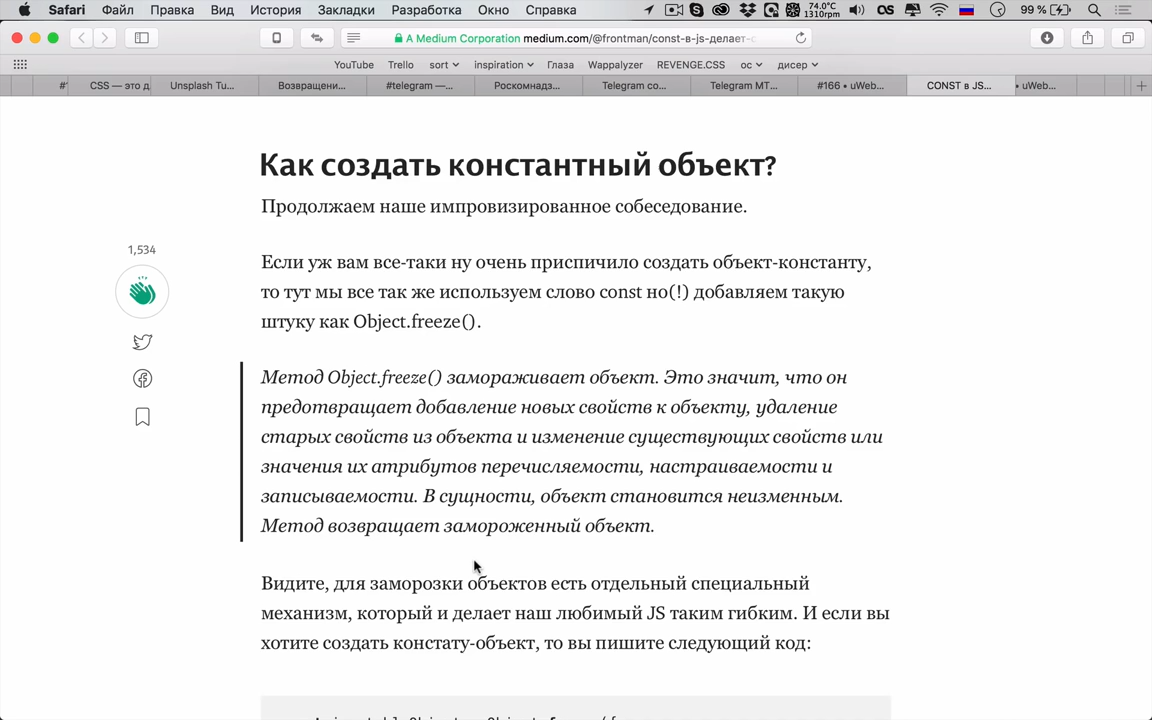 Safari Файл Правка Вид История Закладки Разработка Окно Справка 74.0°C 1310rpm 99 %
A Medium Corporation medium.com/@frontman/const-в-js-делает-
YouTube Trello sort inspiration Глаза Wappalyzer REVENGE.CSS ос дисер
CSS — это д Unsplash Tu... Возвращени... #telegram —... Роскомнадз... Telegram co... Telegram MT... #166 • uWeb... CONST в JS... • uWeb...
Как создать константный объект?
Продолжаем наше импровизированное собеседование.
1,534
Если уж вам все-таки ну очень приспичило создать объект-константу,
то тут мы все так же используем слово const но(!) добавляем такую
штуку как Object.freeze().
Метод Object.freeze() замораживает объект. Это значит, что он
предотвращает добавление новых свойств к объекту, удаление
старых свойств из объекта и изменение существующих свойств или
значения их атрибутов перечисляемости, настраиваемости и
записываемости. В сущности, объект становится неизменным.
Метод возвращает замороженный объект.
Видите, для заморозки объектов есть отдельный специальный
механизм, который и делает наш любимый JS таким гибким. И если вы
хотите создать констату-объект, то вы пишите следующий код: